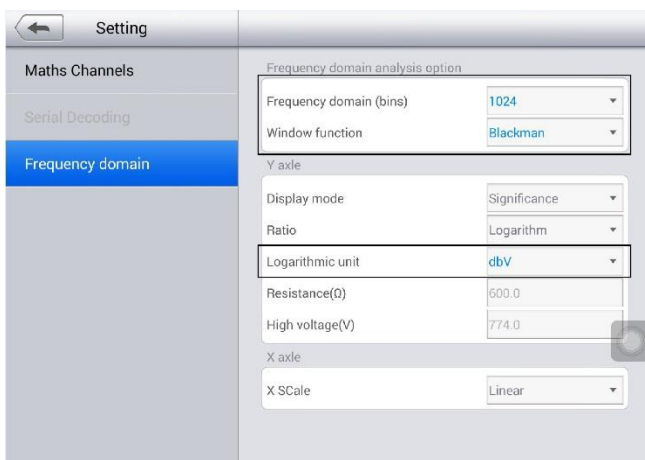 Setting
Maths Channels
Serial Decoding
Frequency domain
Frequency domain analysis option
Frequency domain (bins) 1024
Window function Blackman
Y axle
Display mode Significance
Ratio Logarithm
Logarithmic unit dbV
Resistance(Ω) 600.0
High voltage(V) 774.0
X axle
X SCale Linear